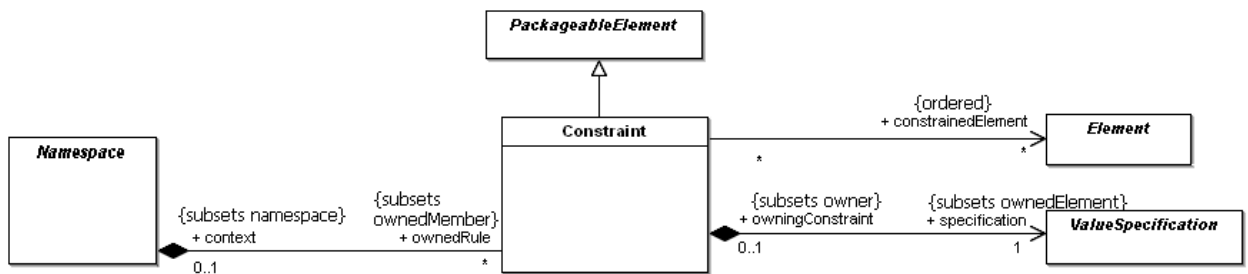 PackageableElement
Constraint
Namespace
{ordered}
+ constrainedElement
Element
*
*
{subsets namespace}
+ context
0..1
{subsets
ownedMember}
+ ownedRule
*
{subsets owner}
+ owningConstraint
0..1
{subsets ownedElement}
+ specification
1
ValueSpecification